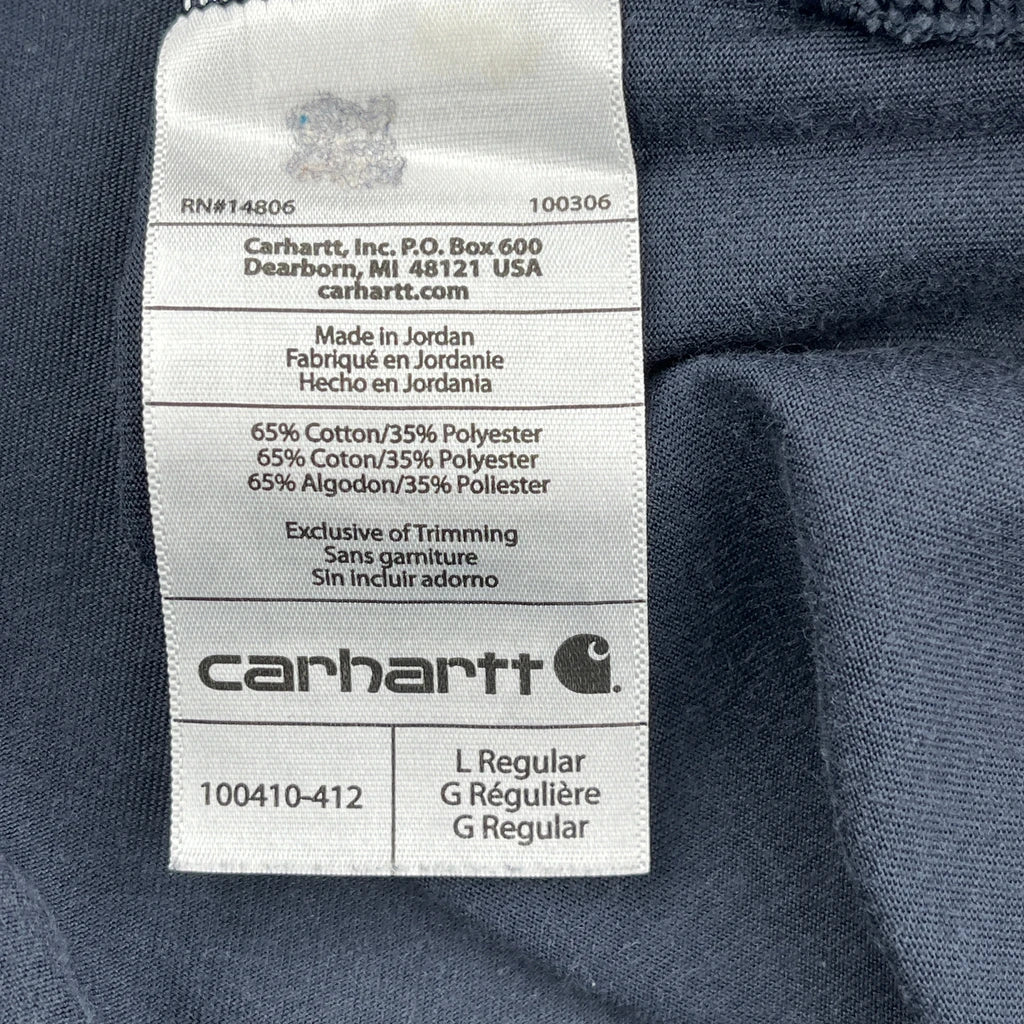 RN#14806 100306
Carhartt, Inc. P.O. Box 600
Dearborn, MI 48121 USA
carhartt.com
Made in Jordan
Fabriqué en Jordanie
Hecho en Jordania
65% Cotton/35% Polyester
65% Coton/35% Polyester
65% Algodon/35% Poliester
Exclusive of Trimming
Sans garniture
Sin incluir adorno
carhartt
100410-412
L Regular
G Régulière
G Regular